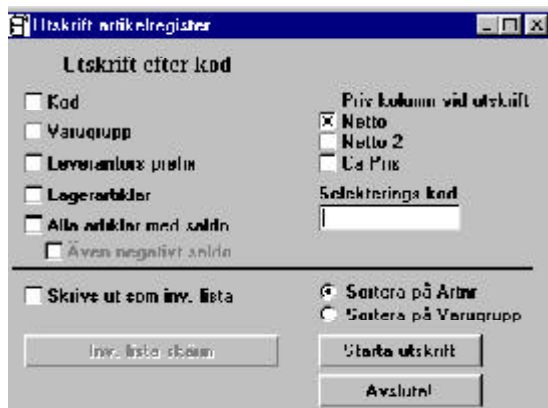 Utskrift artikelregister
Utskrift efter kod
Kod
Varugrupp
Leverantörs prefix
Lagerartiklar
Alla artiklar med saldo
Även negativt saldo
Pris kolumn vid utskrift
Netto
Netto 2
Ca Pris
Selekterings kod
Skrive ut som inv. lista
Inv. lista skärm
Sortera på Artnr
Sortera på Varugrupp
Starta utskrift
Avsluta!